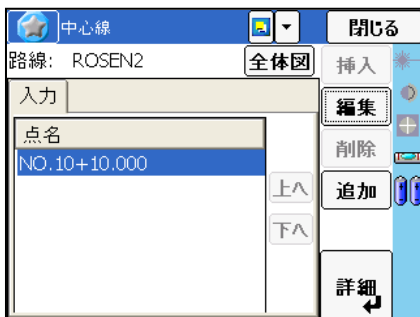 中心線
閉じる
路線: ROSEN2
全体図
挿入
入力
編集
点名
削除
NO.10+10.000
上へ
追加
下へ
詳細